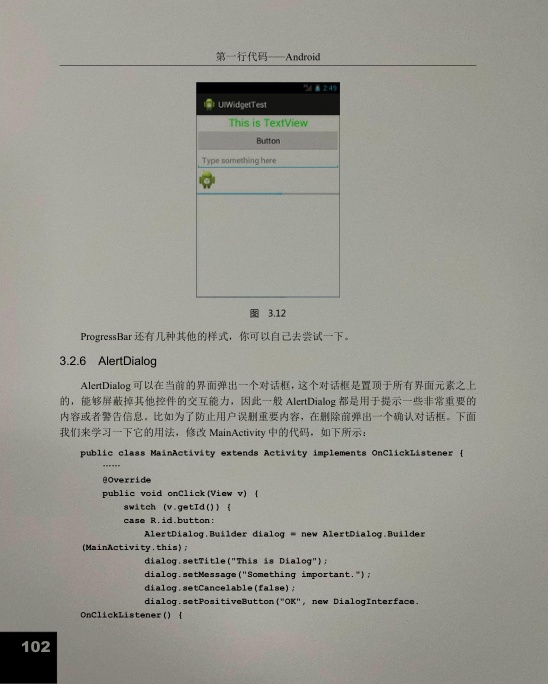 第一行代码——Android
2:49
UIWidgetTest
This is TextView
Button
Type something here
图 3.12
ProgressBar 还有几种其他的样式，你可以自己去尝试一下。
3.2.6 AlertDialog
AlertDialog 可以在当前的界面弹出一个对话框，这个对话框是置顶于所有界面元素之上
的，能够屏蔽掉其他控件的交互能力，因此一般 AlertDialog 都是用于提示一些非常重要的
内容或者警告信息。比如为了防止用户误删重要内容，在删除前弹出一个确认对话框。下面
我们来学习一下它的用法，修改 MainActivity 中的代码，如下所示：
public class MainActivity extends Activity implements OnClickListener {
……
@Override
public void onClick(View v) {
switch (v.getId()) {
case R.id.button:
AlertDialog.Builder dialog = new AlertDialog.Builder
(MainActivity.this);
dialog.setTitle("This is Dialog");
dialog.setMessage("Something important.");
dialog.setCancelable(false);
dialog.setPositiveButton("OK", new DialogInterface.
OnClickListener() {
102